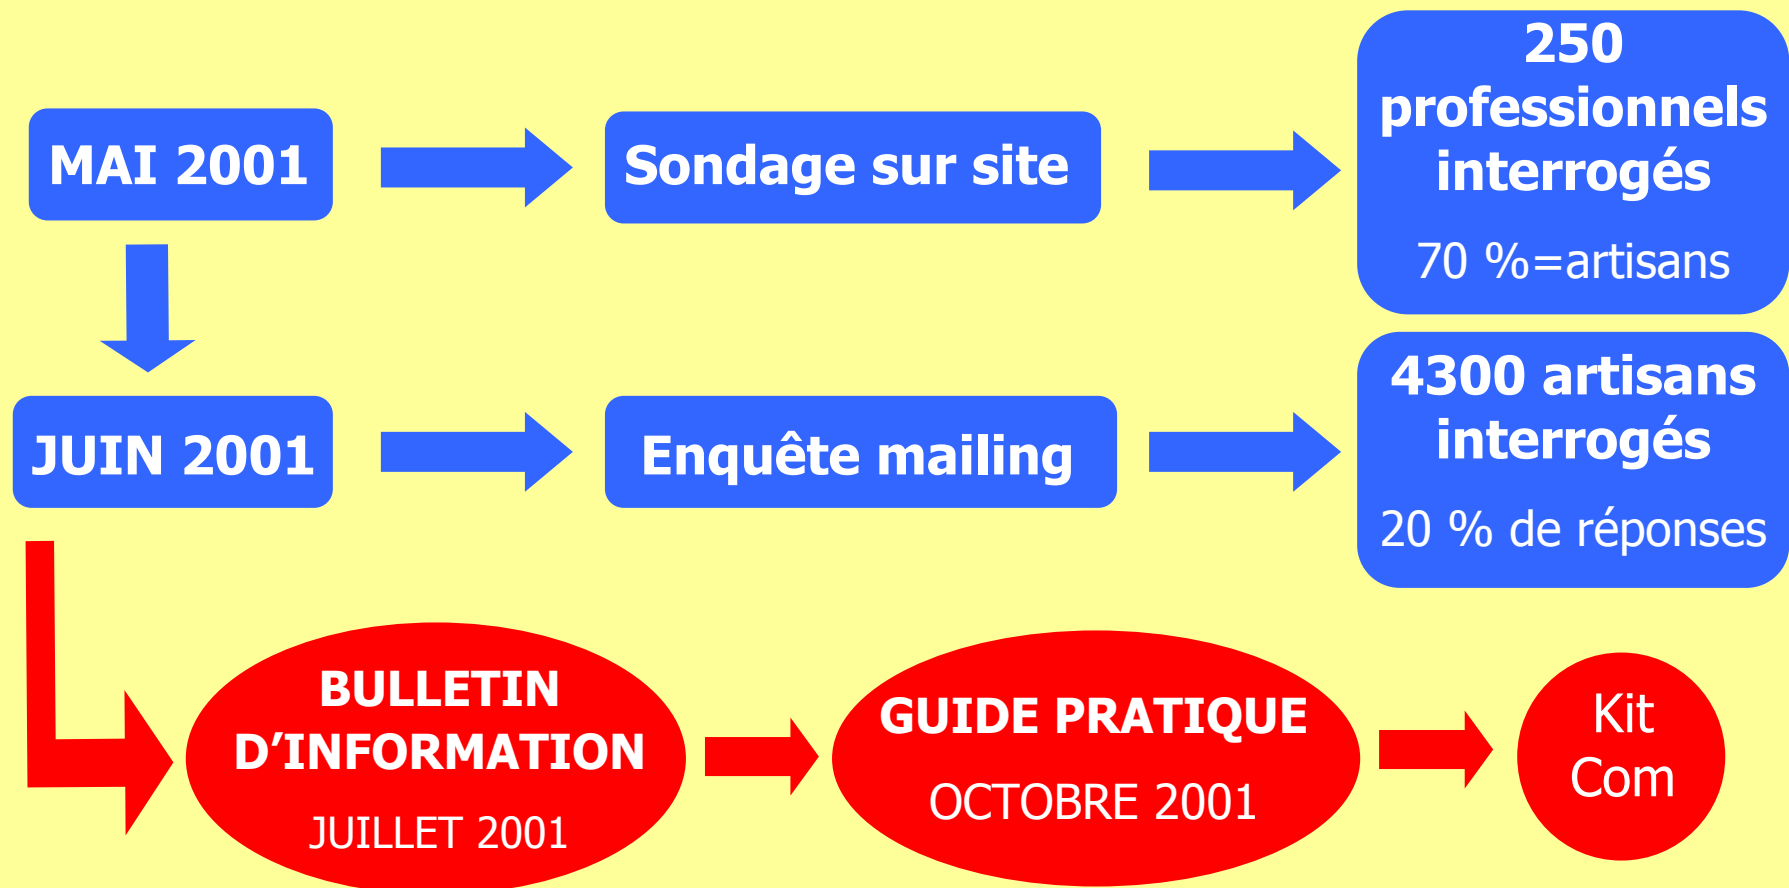 MAI 2001
Sondage sur site
250
professionnels
interrogés
70 %=artisans
JUIN 2001
Enquête mailing
4300 artisans
interrogés
20 % de réponses
BULLETIN
D’INFORMATION
JUILLET 2001
GUIDE PRATIQUE
OCTOBRE 2001
Kit
Com